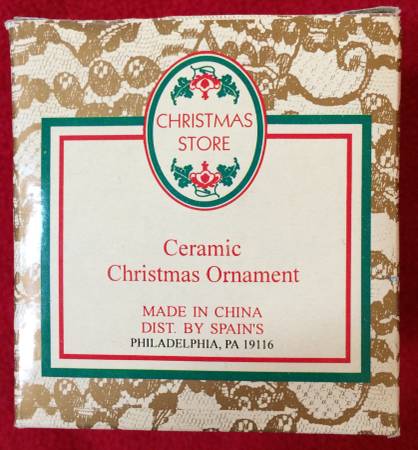 CHRISTMAS
STORE
Ceramic
Christmas Ornament
MADE IN CHINA
DIST. BY SPAIN'S
PHILADELPHIA, PA 19116